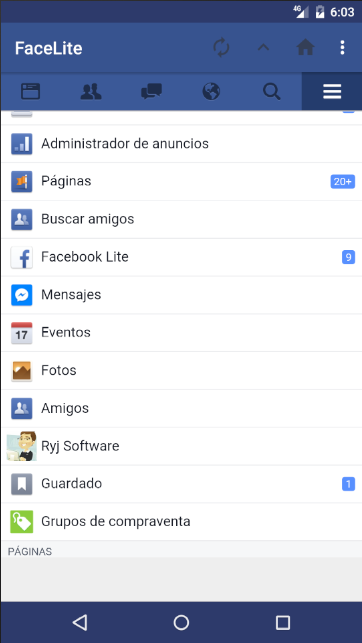 4G 6:03
FaceLite
Administrador de anuncios
Páginas 20+
Buscar amigos
Facebook Lite 9
Mensajes
17 Eventos
Fotos
Amigos
Ryj Software
Guardado 1
Grupos de compraventa
PÁGINAS